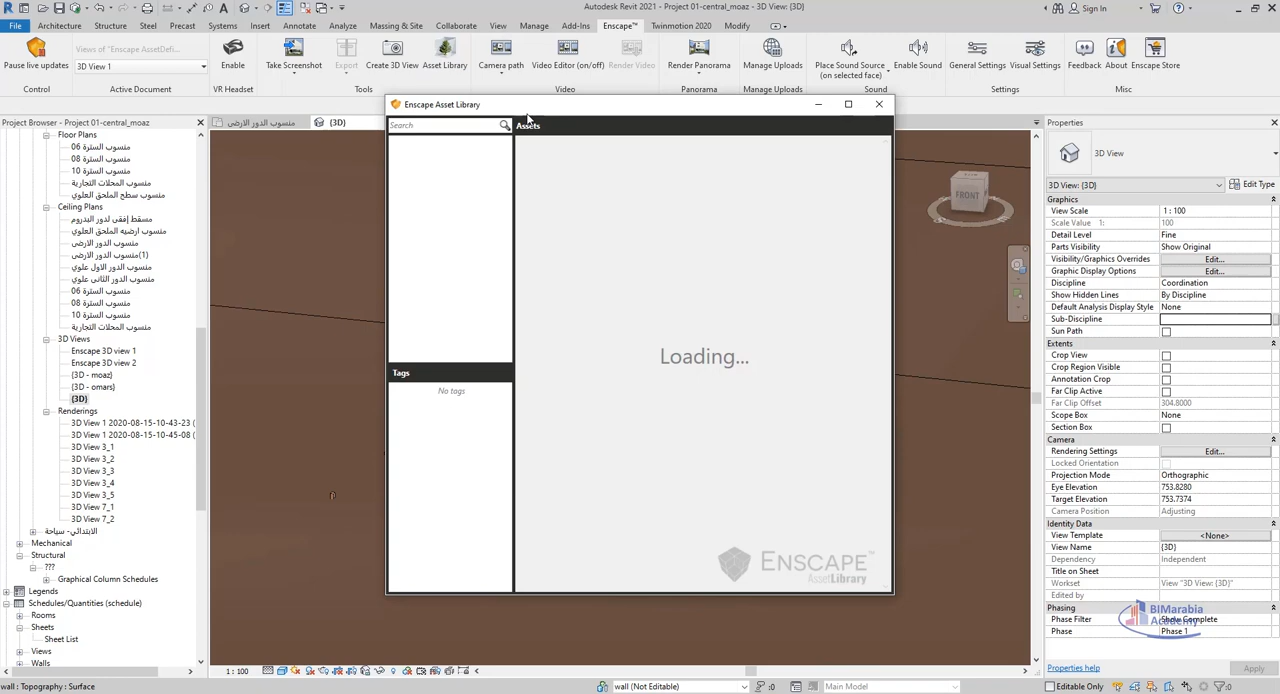 Project 01-central_moaz - 3D View: {3D}
Autodesk Revit 2021 -
Sign In
File Architecture Structure Steel Precast Systems Insert Annotate Analyze Massing & Site Collaborate View Manage Add-Ins Enscape™ Twinmotion 2020 Modify
Views of "Enscape AssetDefi...
3D View 1
Pause live updates
Enable
Take Screenshot
Export
Create 3D View
Asset Library
Camera path
Video Editor (on/off)
Render Video
Render Panorama
Manage Uploads
Place Sound Source
(on selected face)
Enable Sound
General Settings
Visual Settings
Feedback
About
Enscape Store
Control
Active Document
VR Headset
Tools
Video
Panorama
Manage Uploads
Sound
Settings
Misc
Project Browser - Project 01-central_moaz
منسوب الدور الارضى
{3D}
Floor Plans
منسوب السترة 06
منسوب السترة 08
منسوب السترة 10
منسوب المحلات التجارية
منسوب سطح الملحق العلوي
Ceiling Plans
مسقط إفقى لدور البدروم
منسوب ارضيه الملحق العلوي
منسوب الدور الارضى
منسوب الدور الارضى(1)
منسوب الدور الاول علوي
منسوب الدور الثانى علوي
منسوب السترة 06
منسوب السترة 08
منسوب السترة 10
منسوب المحلات التجارية
3D Views
Enscape 3D view 1
Enscape 3D view 2
{3D - moaz}
{3D - omars}
{3D}
Renderings
3D View 1 2020-08-15-10-43-23 (
3D View 1 2020-08-15-10-45-08 (
3D View 3_1
3D View 3_2
3D View 3_3
3D View 3_4
3D View 3_5
3D View 7_1
3D View 7_2
الابتدائي- سياحة
Mechanical
Structural
???
Graphical Column Schedules
Legends
Schedules/Quantities (schedule)
Rooms
Sheets
Sheet List
Views
Walls
Enscape Asset Library
Search
Assets
Loading...
Tags
No tags
ENSCAPE™
AssetLibrary
FRONT
Properties
3D View
3D View: {3D}
Edit Type
Graphics
View Scale 1 : 100
Scale Value 1: 100
Detail Level Fine
Parts Visibility Show Original
Visibility/Graphics Overrides Edit...
Graphic Display Options Edit...
Discipline Coordination
Show Hidden Lines By Discipline
Default Analysis Display Style None
Sub-Discipline
Sun Path
Extents
Crop View
Crop Region Visible
Annotation Crop
Far Clip Active
Far Clip Offset 304.8000
Scope Box None
Section Box
Camera
Rendering Settings Edit...
Locked Orientation
Projection Mode Orthographic
Eye Elevation 753.8280
Target Elevation 753.7374
Camera Position Adjusting
Identity Data
View Template <None>
View Name {3D}
Dependency Independent
Title on Sheet
Workset View "3D View: {3D}"
Edited by
Phasing
Phase Filter Show Complete
Phase Phase 1
BIMarabia
Academy
Properties help
Apply
1 : 100
wall : Topography : Surface
wall (Not Editable)
:0
Main Model
Editable Only
:0